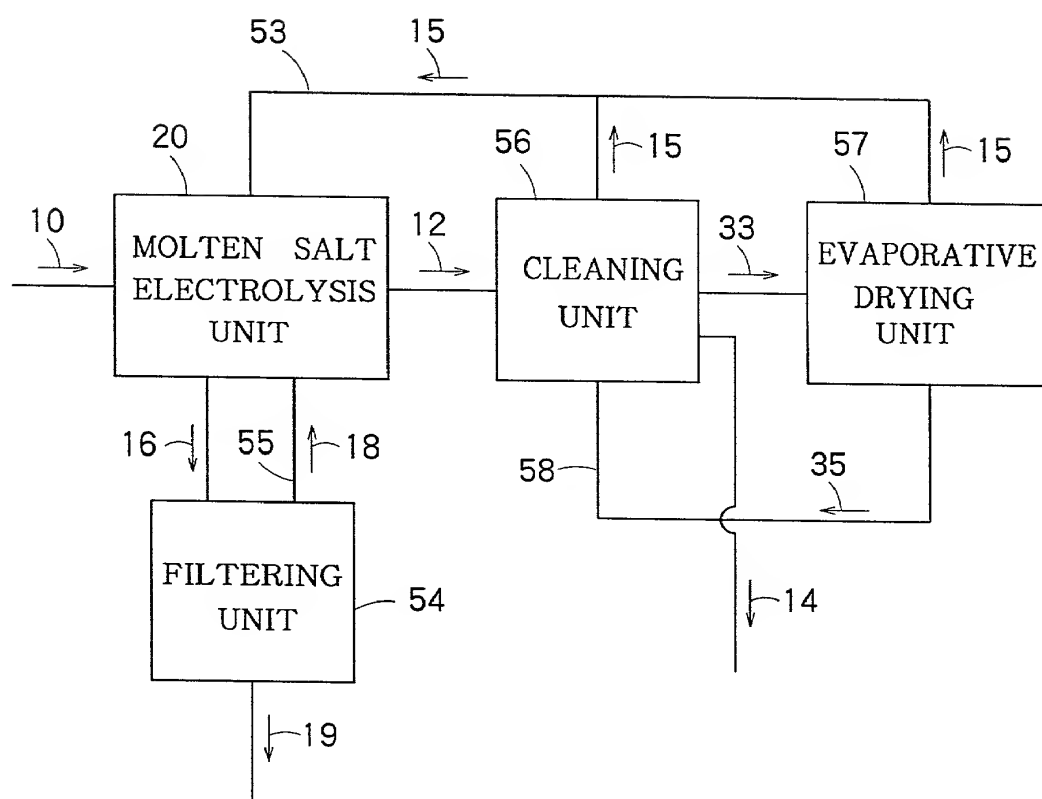 53
15
20
56
15
57
15
10
MOLTEN SALT
ELECTROLYSIS
UNIT
12
CLEANING
UNIT
33
EVAPORATIVE
DRYING
UNIT
16
55
18
58
35
FILTERING
UNIT
54
14
19